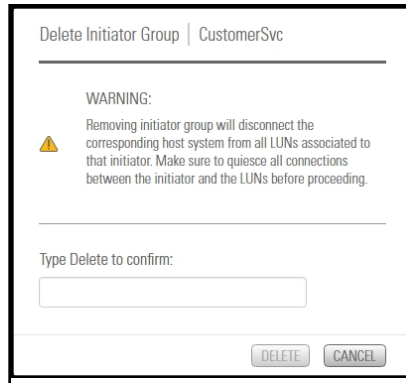 Delete Initiator Group | CustomerSvc
WARNING:
Removing initiator group will disconnect the
corresponding host system from all LUNs associated to
that initiator. Make sure to quiesce all connections
between the initiator and the LUNs before proceeding.
Type Delete to confirm:
DELETE CANCEL